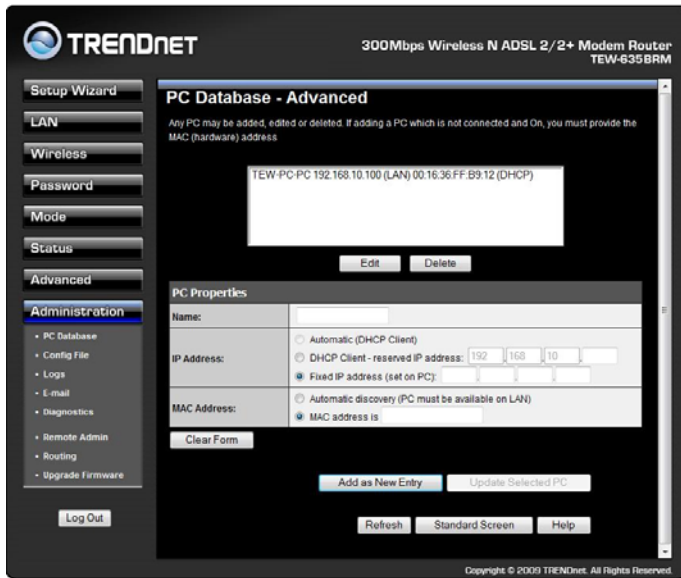 TRENDNET
300Mbps Wireless N ADSL 2/2+ Modem Router
TEW-635BRM
Setup Wizard
LAN
Wireless
Password
Mode
Status
Advanced
Administration
• PC Database
• Config File
• Logs
• E-mail
• Diagnostics
• Remote Admin
• Routing
• Upgrade Firmware
Log Out
PC Database - Advanced
Any PC may be added, edited or deleted. If adding a PC which is not connected and On, you must provide the
MAC (hardware) address
TEW-PC-PC 192.168.10.100 (LAN) 00:16:36:FF:B9:12 (DHCP)
Edit Delete
PC Properties
Name:
IP Address:
Automatic (DHCP Client)
DHCP Client - reserved IP address: 192 . 168 . 10 .
Fixed IP address (set on PC): . . .
MAC Address:
Automatic discovery (PC must be available on LAN)
MAC address is
Clear Form
Add as New Entry Update Selected PC
Refresh Standard Screen Help
Copyright © 2009 TRENDnet. All Rights Reserved.